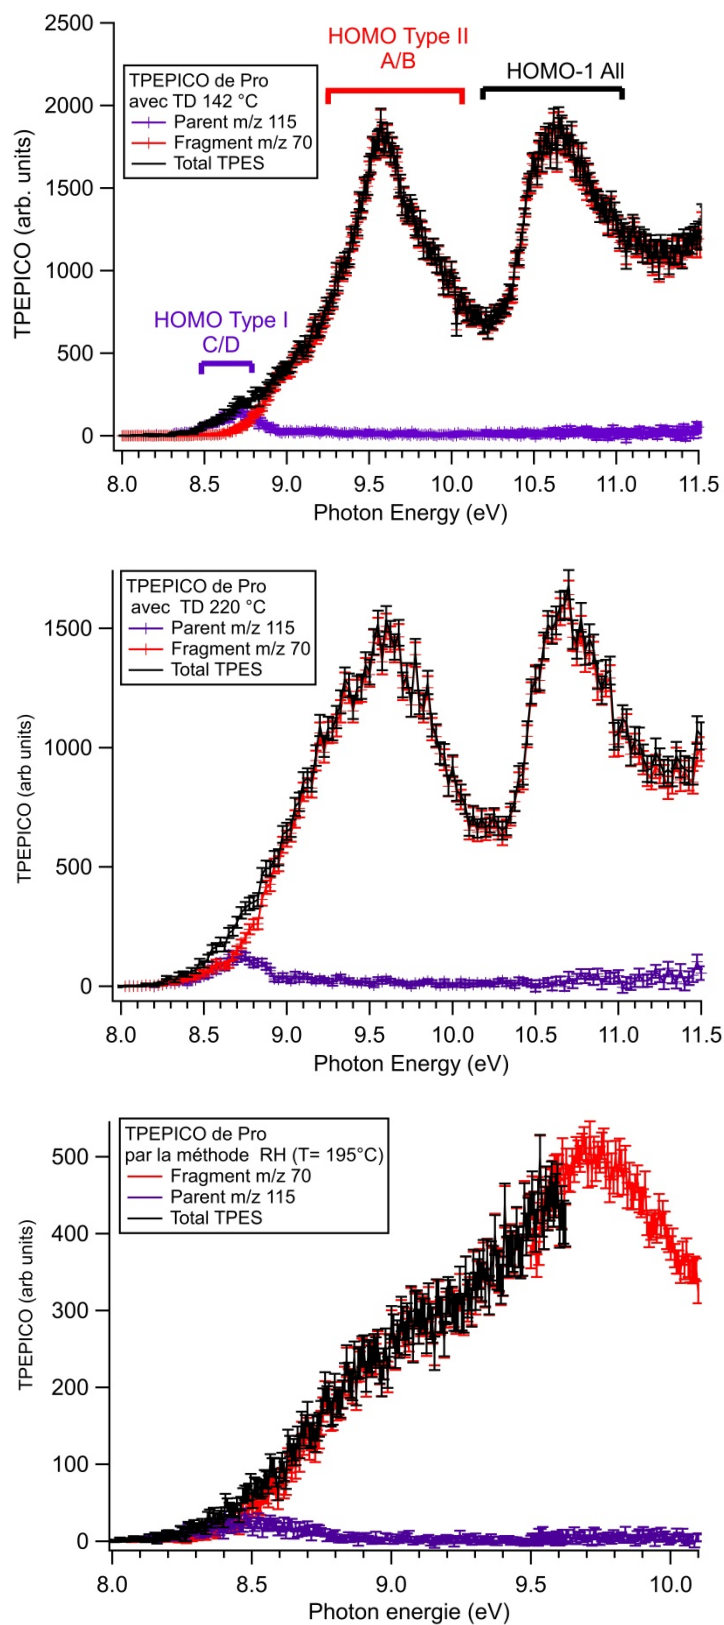 2500
2000
1500
1000
500
0
TPEPICO (arb. units)
TPEPICO de Pro
avec TD 142 °C
Parent m/z 115
Fragment m/z 70
Total TPES
HOMO Type II
A/B
HOMO-1 All
HOMO Type I
C/D
8.0 8.5 9.0 9.5 10.0 10.5 11.0 11.5
Photon Energy (eV)
1500
1000
500
0
TPEPICO (arb units)
TPEPICO de Pro
avec TD 220 °C
Parent m/z 115
Fragment m/z 70
Total TPES
8.0 8.5 9.0 9.5 10.0 10.5 11.0 11.5
Photon Energy (eV)
500
400
300
200
100
0
TPEPICO (arb units)
TPEPICO de Pro
par la méthode RH (T= 195°C)
Fragment m/z 70
Parent m/z 115
Total TPES
8.0 8.5 9.0 9.5 10.0
Photon energie (eV)